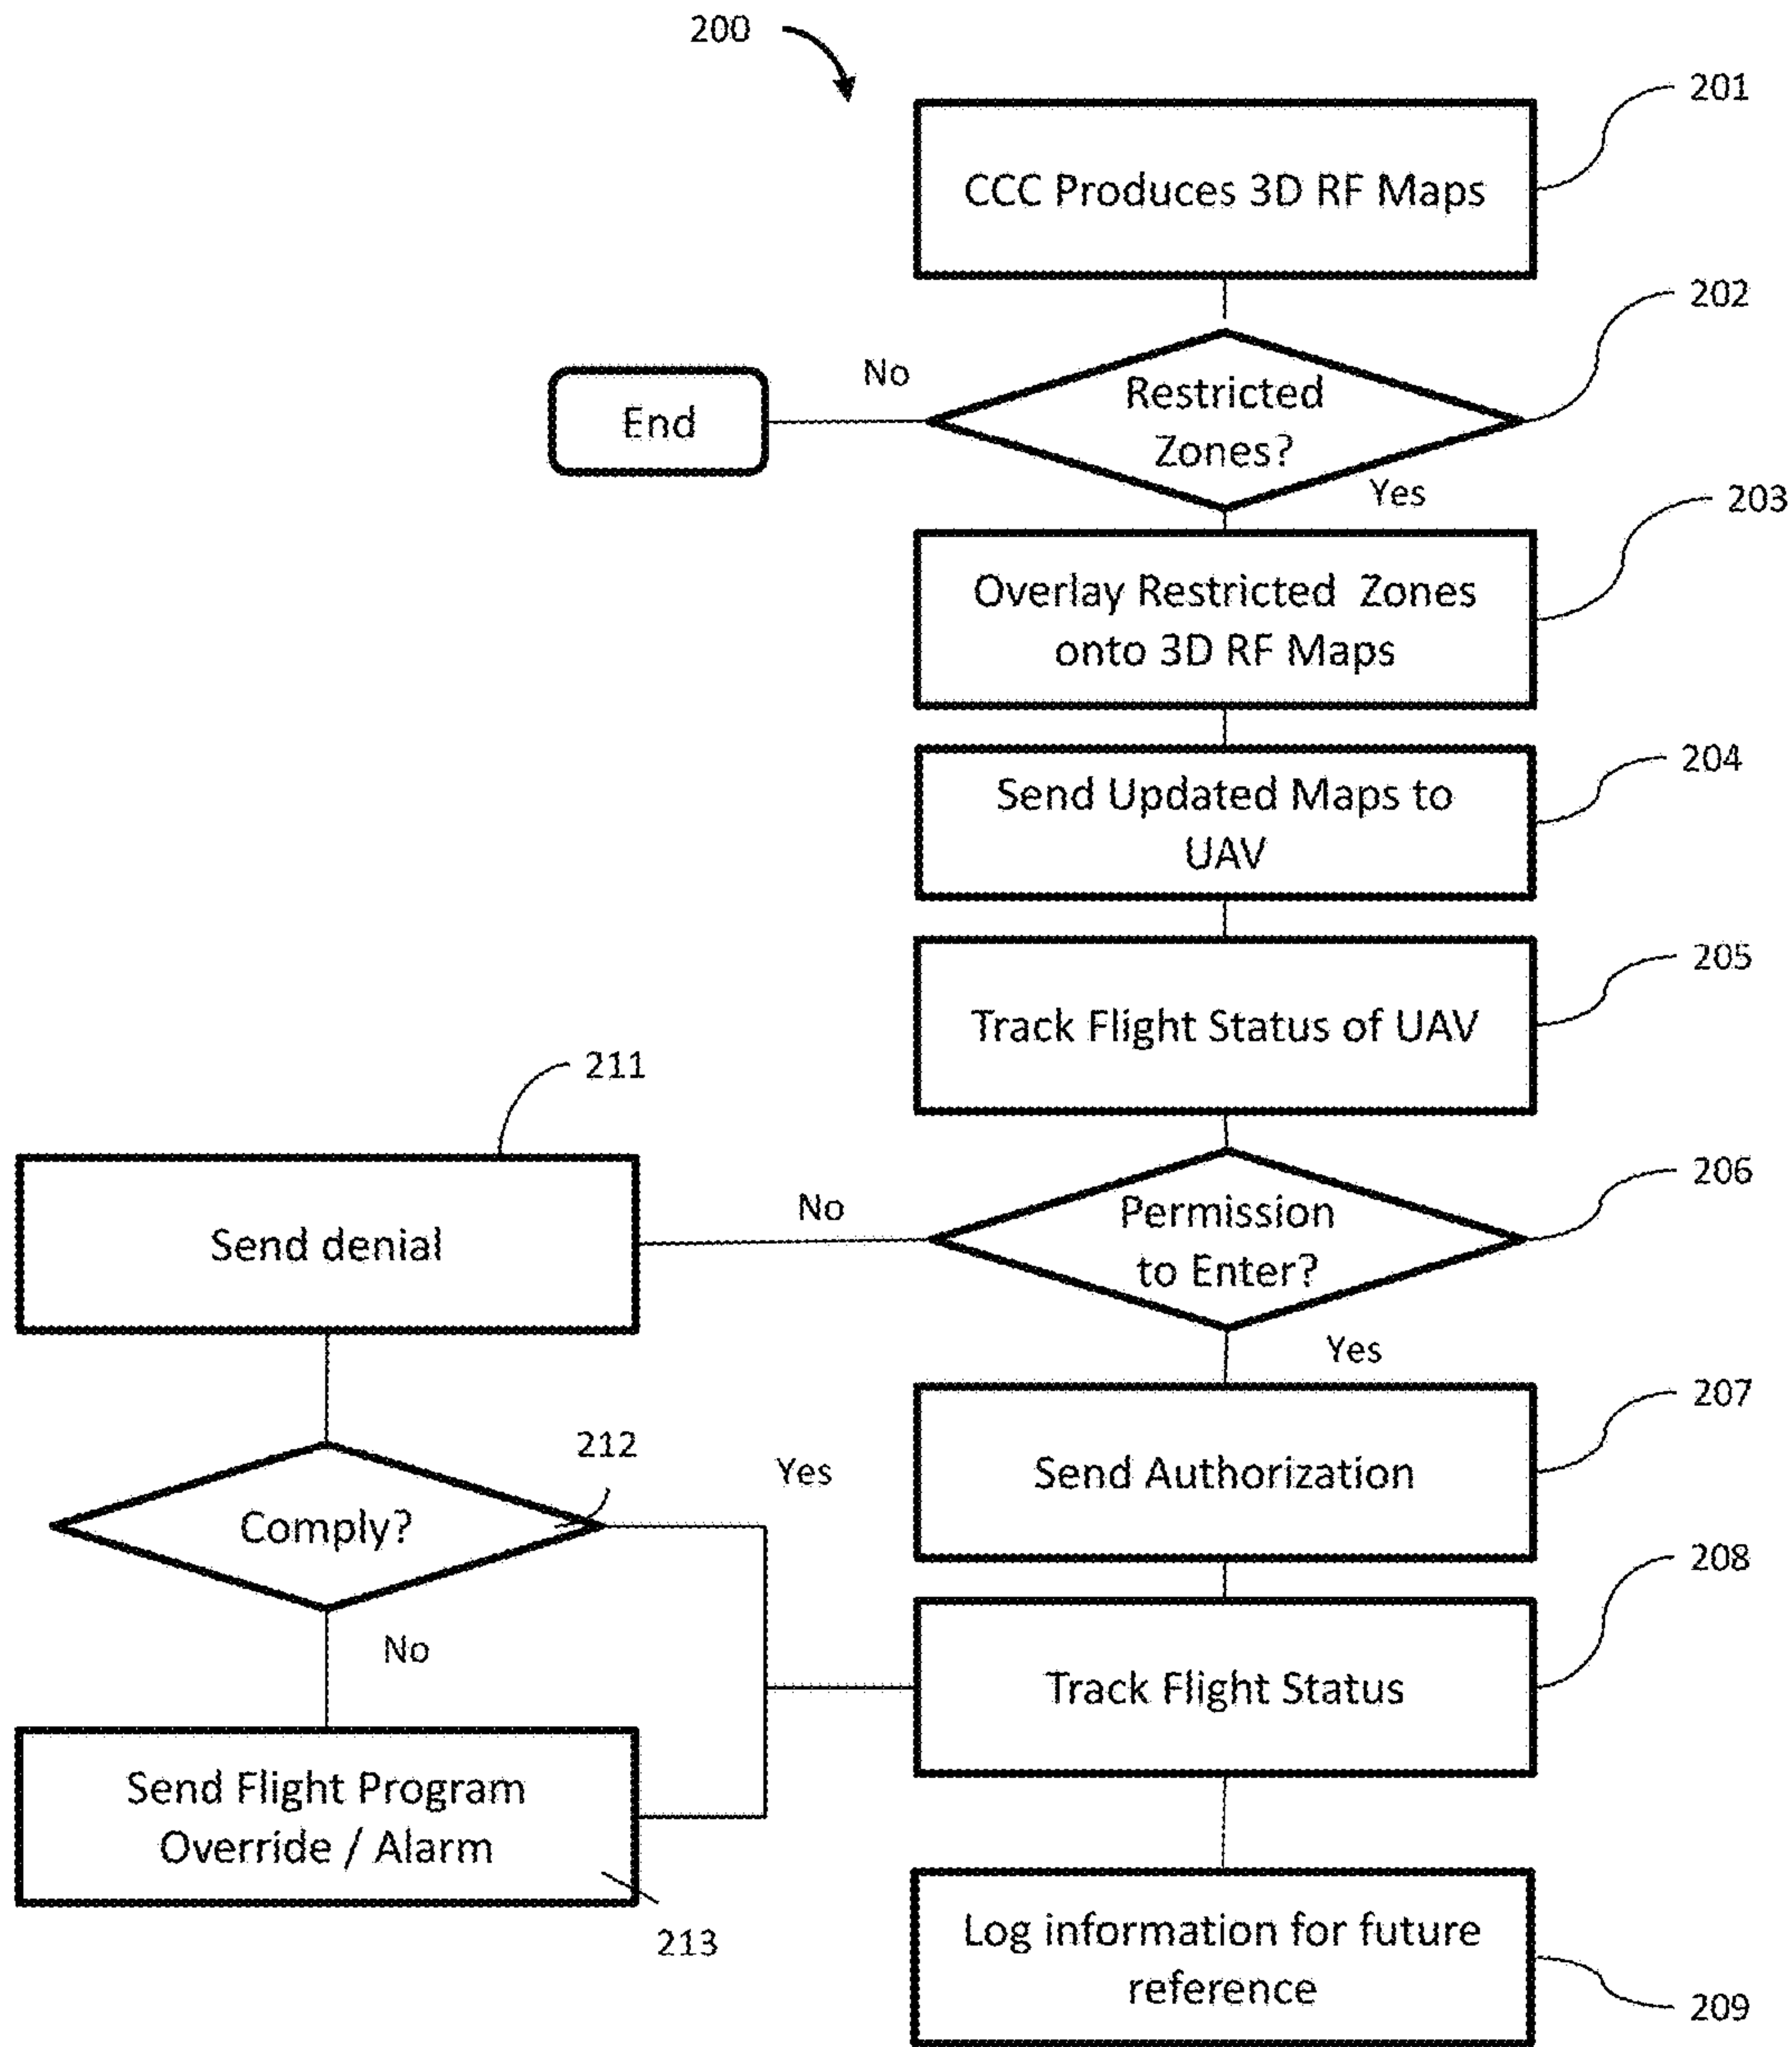 200
201
CCC Produces 3D RF Maps
202
No
Restricted
Zones?
End
Yes
203
Overlay Restricted Zones
onto 3D RF Maps
204
Send Updated Maps to
UAV
205
Track Flight Status of UAV
211
206
Send denial
No
Permission
to Enter?
Yes
207
212
Comply?
Yes
Send Authorization
208
No
Track Flight Status
Send Flight Program
Override / Alarm
213
Log information for future
reference
209